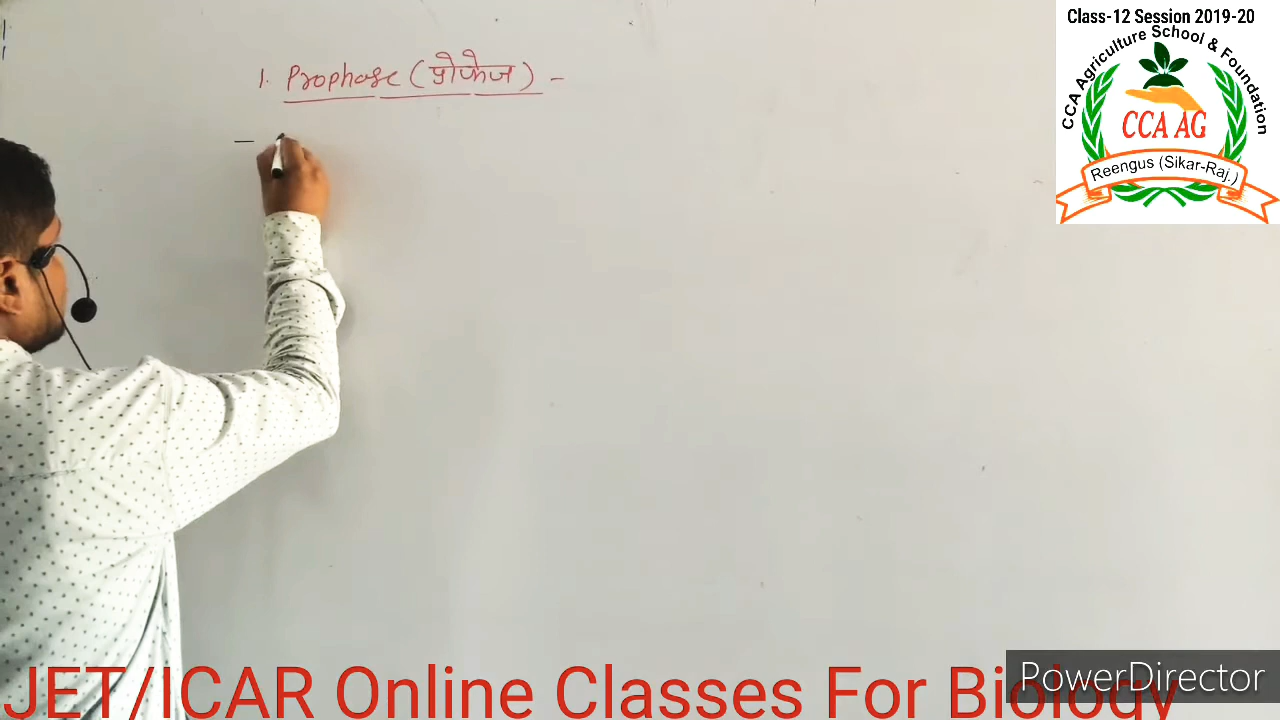 Class-12 Session 2019-20
CCA Agriculture School & Foundation
CCA AG
Reengus (Sikar-Raj.)
1. Prophase (प्रोफेज) -
-
JET/ICAR Online Classes For Biology
PowerDirector